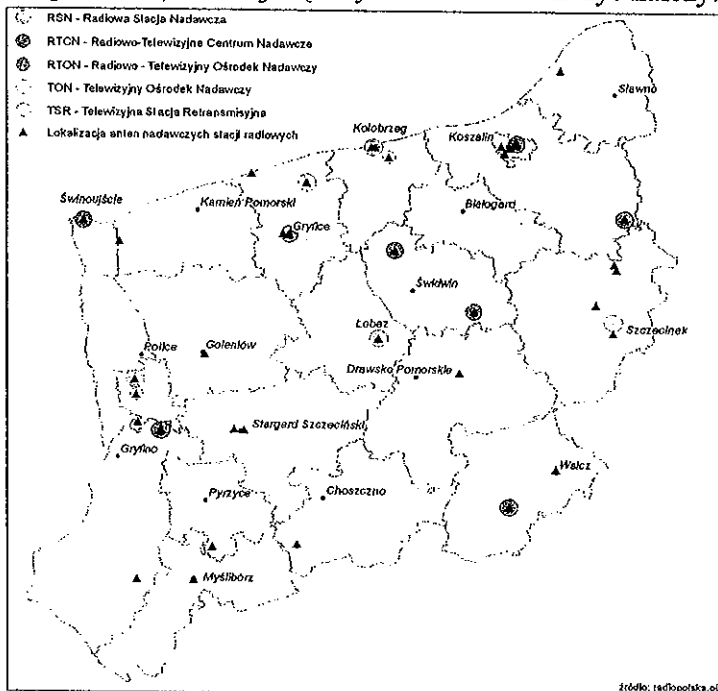 RSN - Radiowa Stacja Nadawcza
RTCN - Radiowo-Telewizyjne Centrum Nadawcze
RTON - Radiowo - Telewizyjny Ośrodek Nadawczy
TON - Telewizyjny Ośrodek Nadawczy
TSR - Telewizyjna Stacja Retransmisyjna
Lokalizacja anten nadawczych stacji radiowych
Sławno
Kołobrzeg
Koszalin
Świnoujście
Kamień Pomorski
Białogard
Gryfice
Świdwin
Łobez
Szczecinek
Police
Goleniów
Drawsko Pomorskie
Stargard Szczeciński
Gryfino
Wałcz
Pyrzyce
Choszczno
Myślibórz
źródło: radiopolska.pl